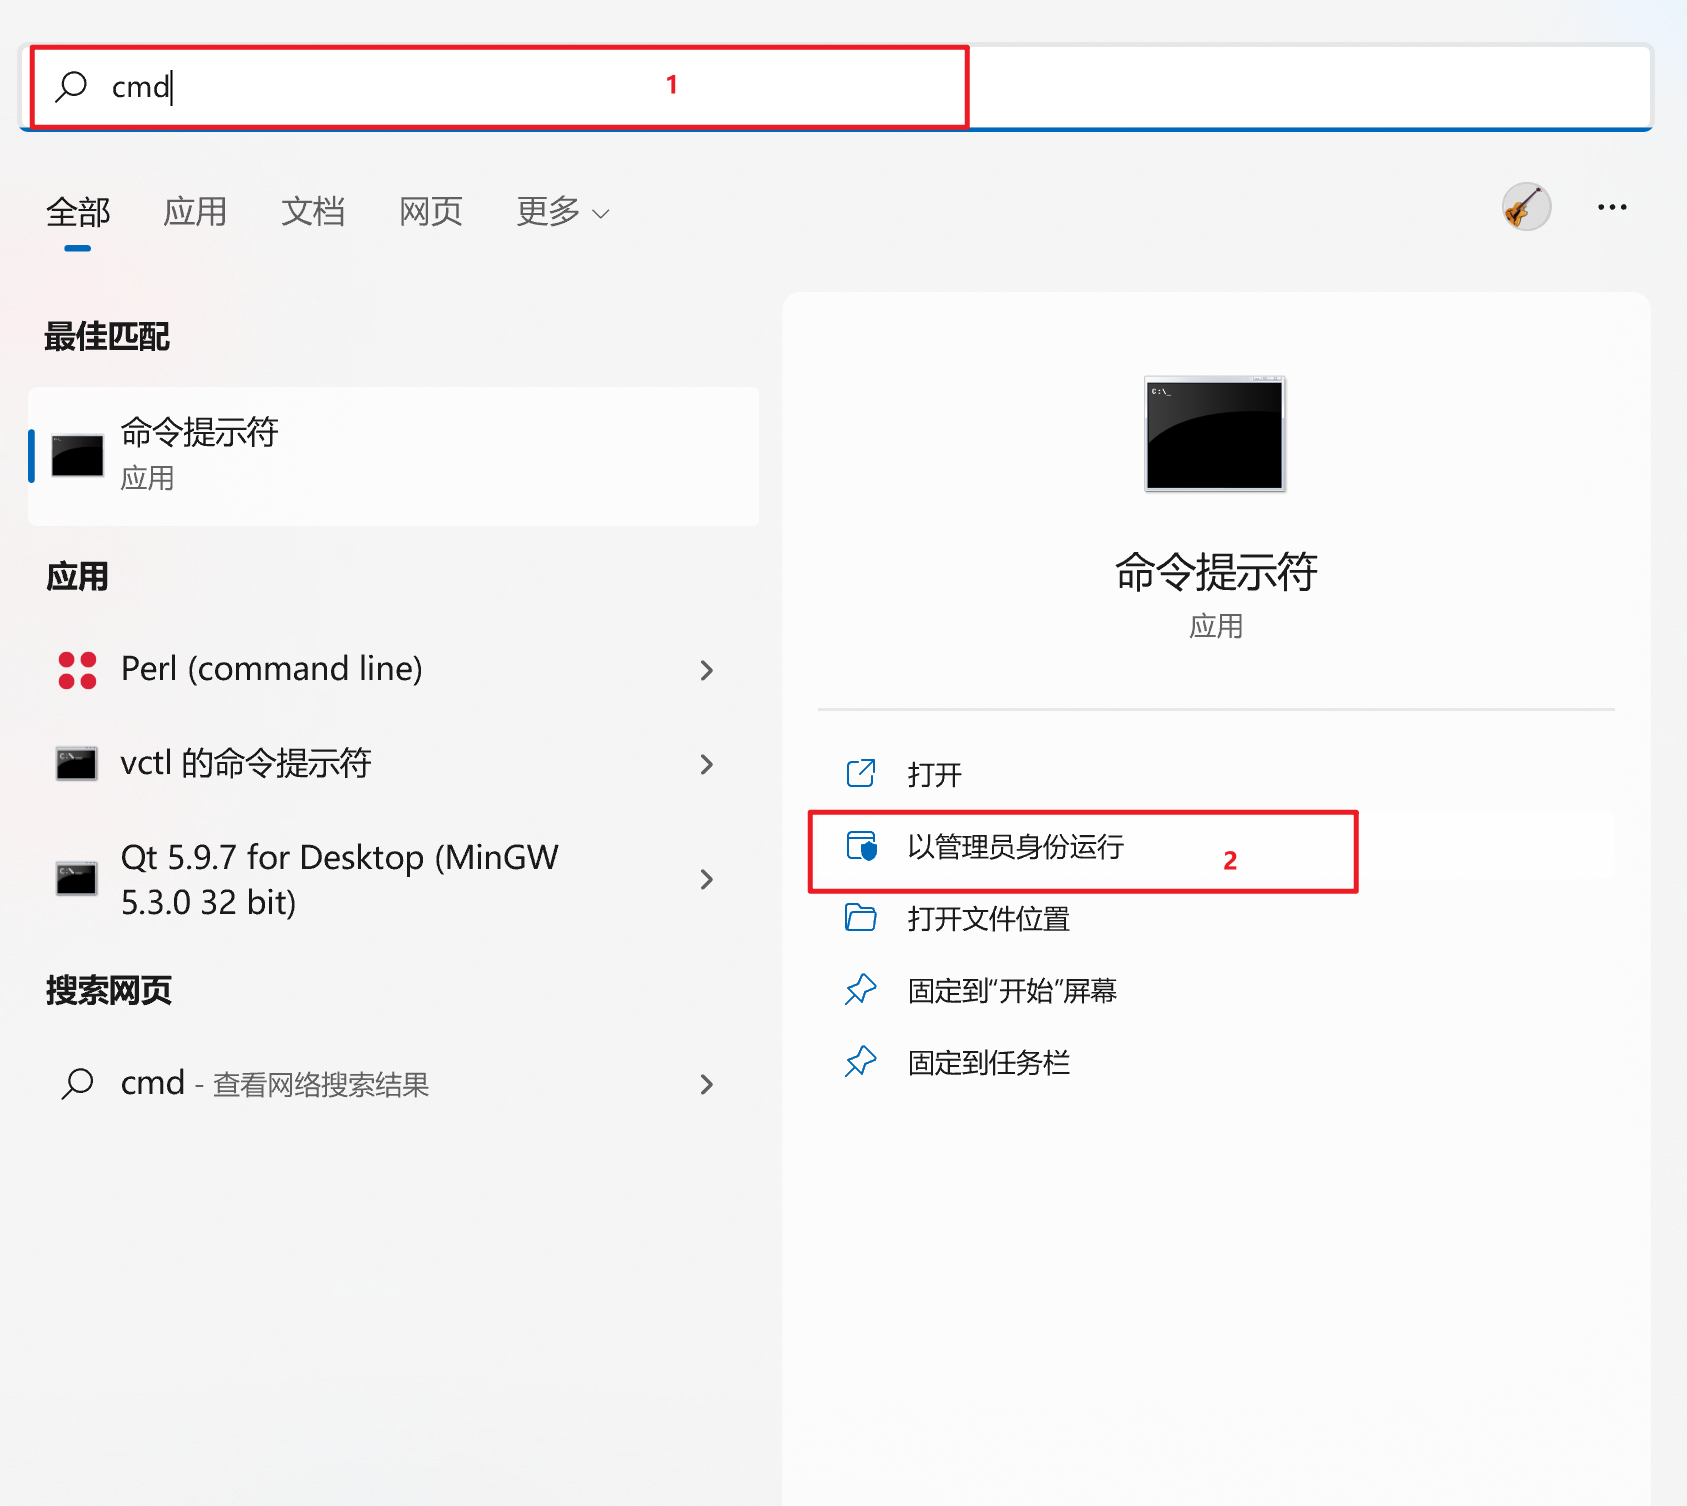 cmd
1
全部 应用 文档 网页 更多
最佳匹配
命令提示符
应用
应用
Perl (command line)
vctl 的命令提示符
Qt 5.9.7 for Desktop (MinGW
5.3.0 32 bit)
搜索网页
cmd - 查看网络搜索结果
C:\_
命令提示符
应用
打开
以管理员身份运行
2
打开文件位置
固定到“开始”屏幕
固定到任务栏